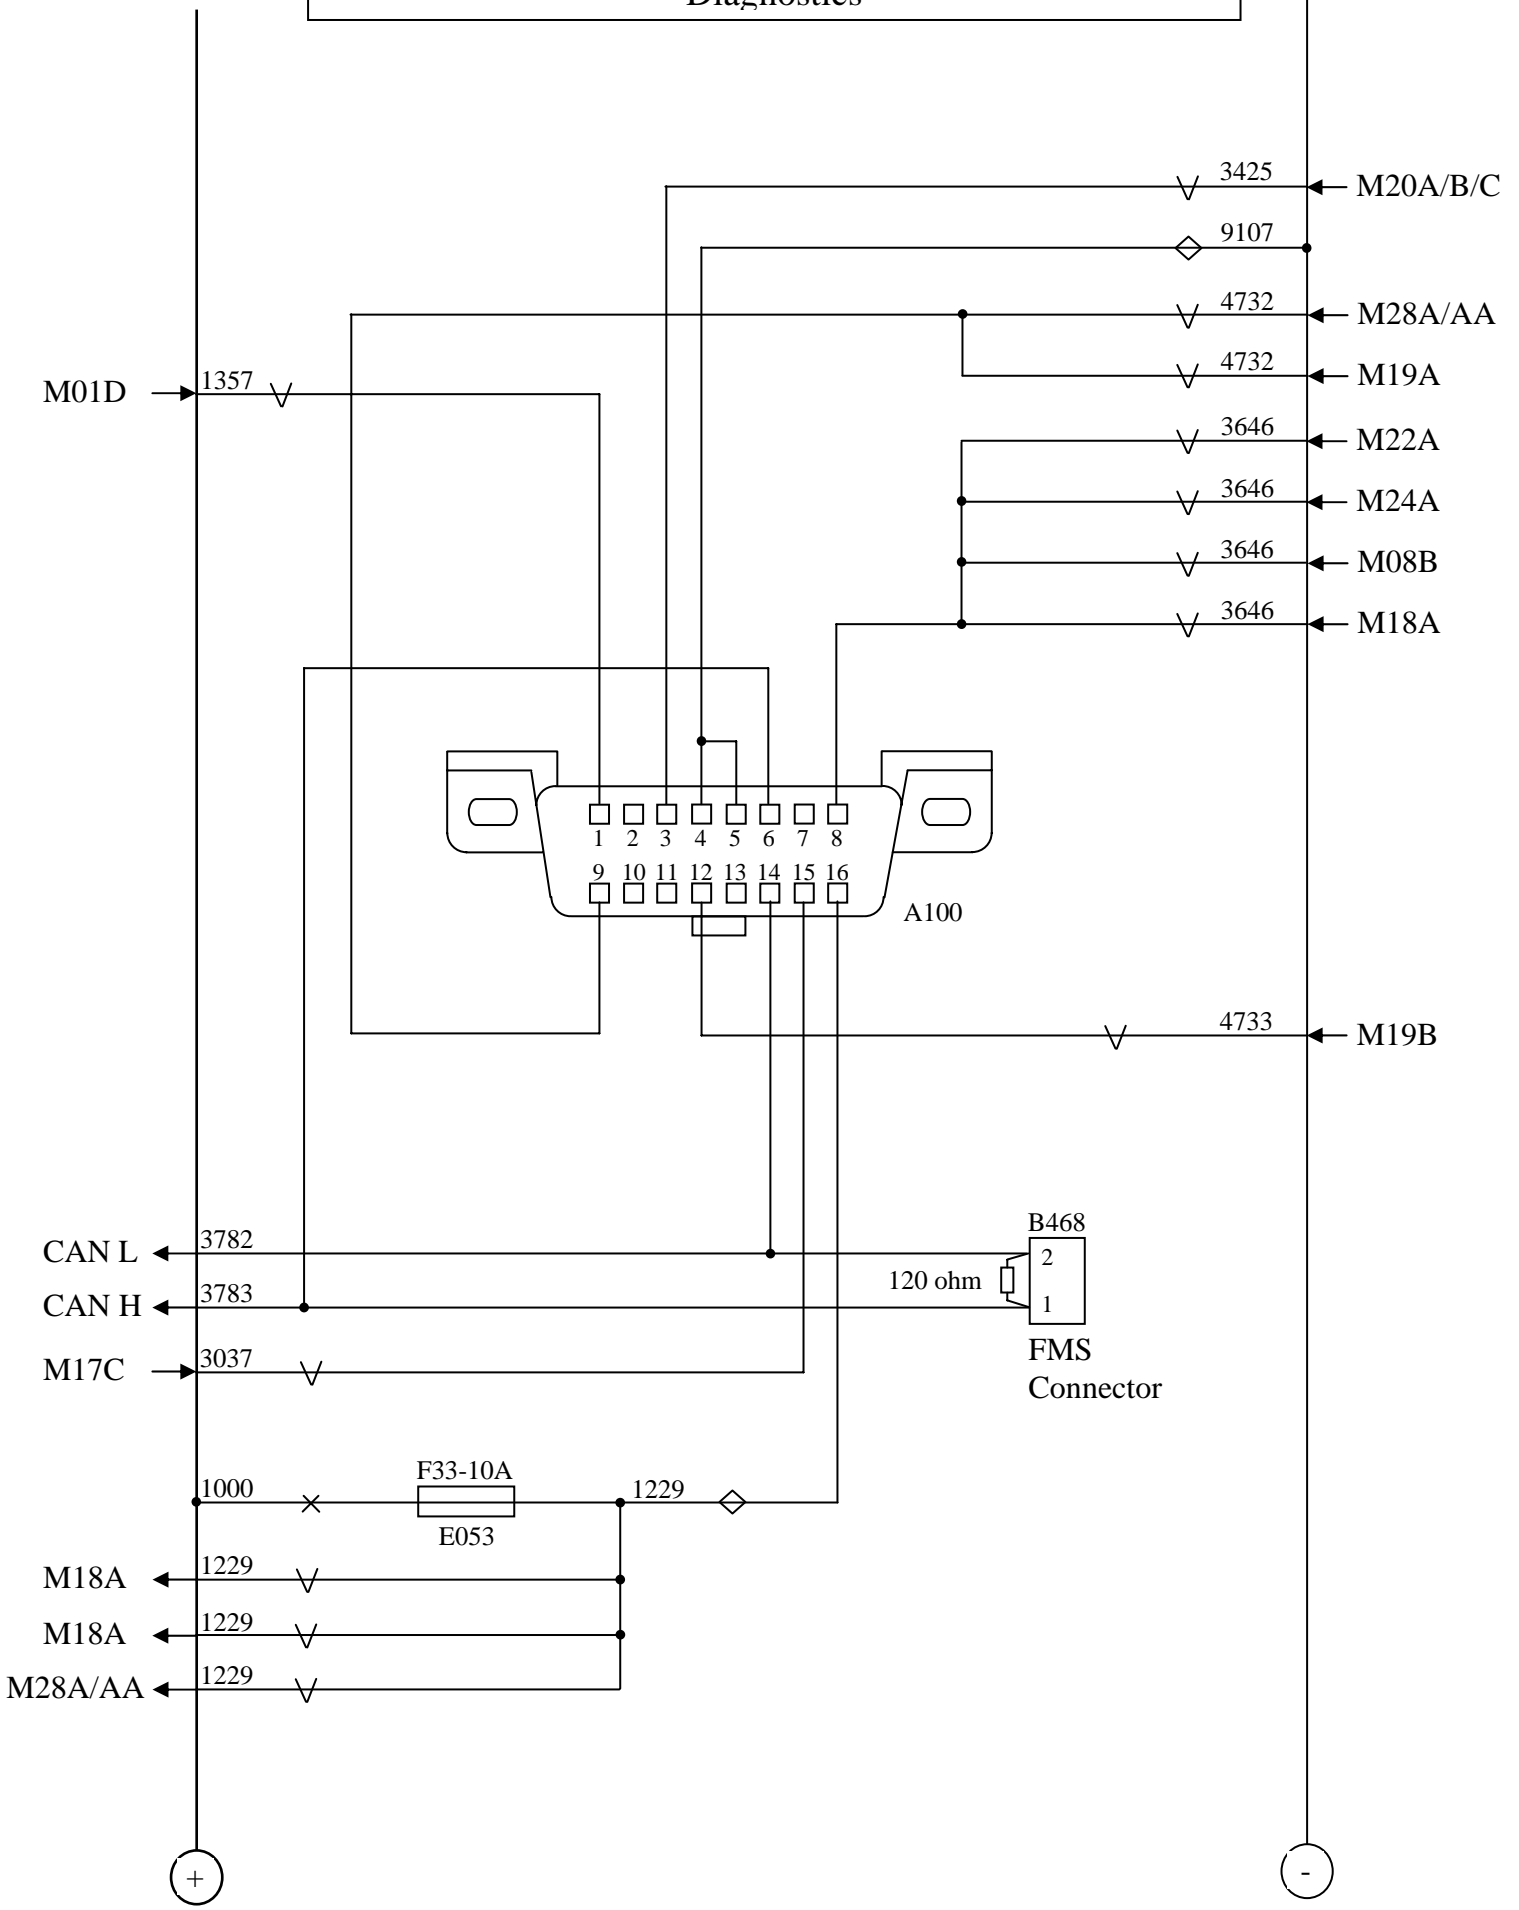 Diagnostics
3425
M20A/B/C
9107
4732
M28A/AA
4732
M19A
M01D
1357
3646
M22A
3646
M24A
3646
M08B
3646
M18A
1 2 3 4 5 6 7 8
9 10 11 12 13 14 15 16
A100
4733
M19B
B468
CAN L
3782
2
120 ohm
CAN H
3783
1
FMS
Connector
M17C
3037
F33-10A
1000
1229
E053
M18A
1229
M18A
1229
M28A/AA
1229
+
-